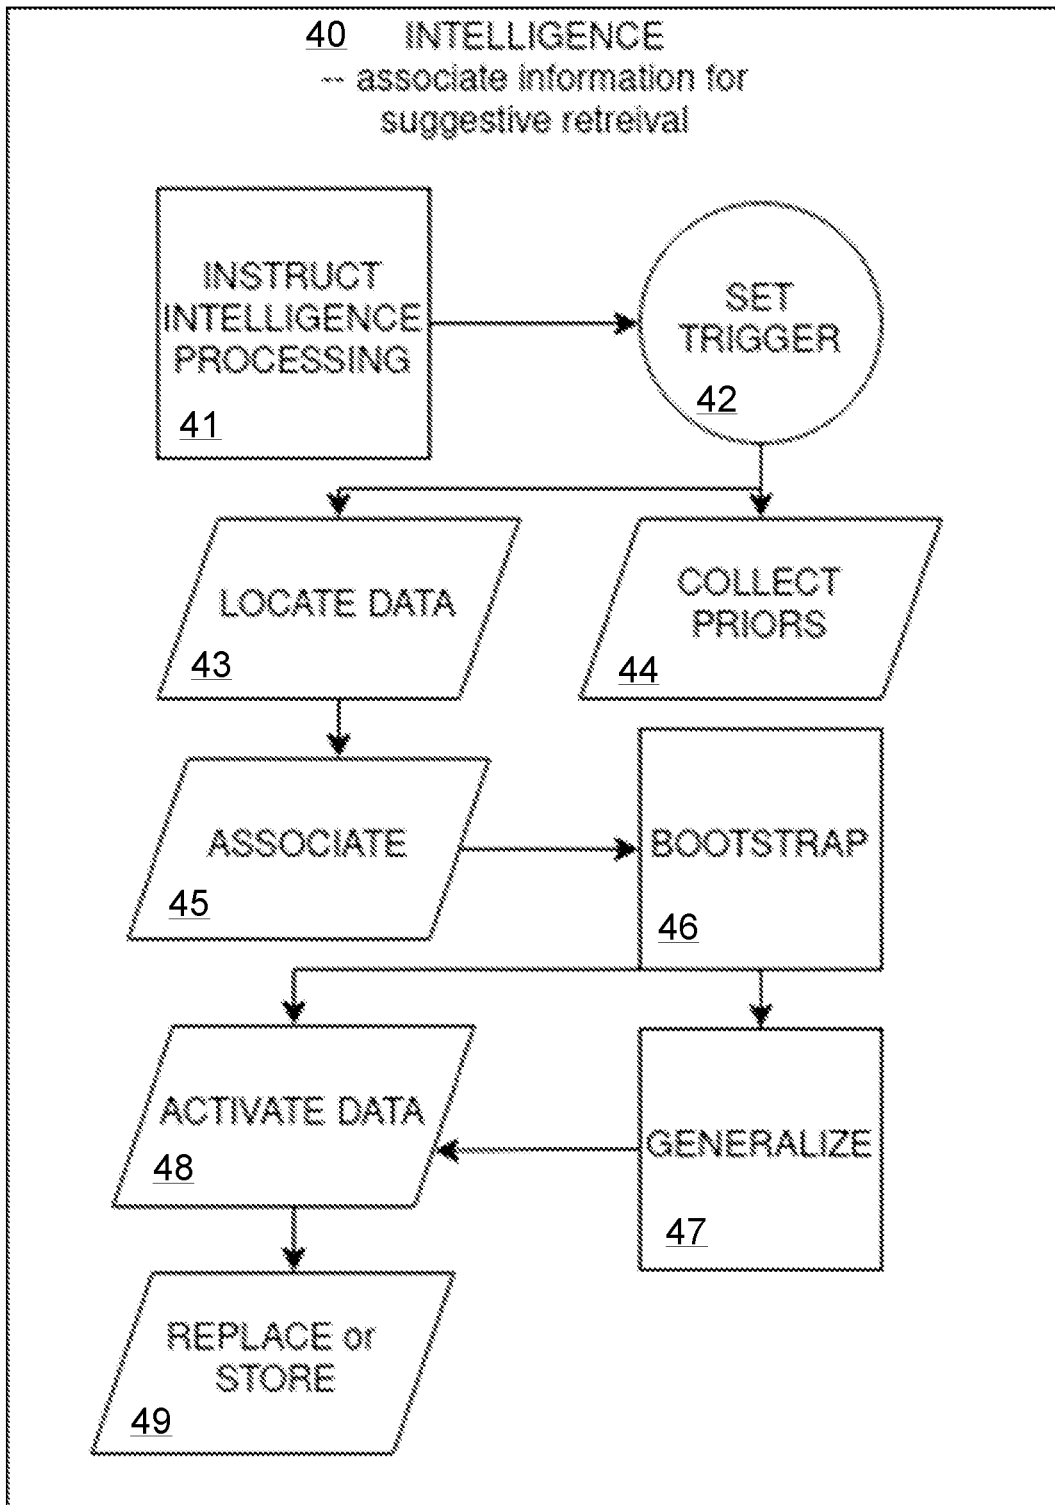 40 INTELLIGENCE
-- associate information for
suggestive retreival
INSTRUCT
INTELLIGENCE
PROCESSING
41
SET
TRIGGER
42
LOCATE DATA
43
COLLECT
PRIORS
44
ASSOCIATE
45
BOOTSTRAP
46
ACTIVATE DATA
48
GENERALIZE
47
REPLACE or
STORE
49